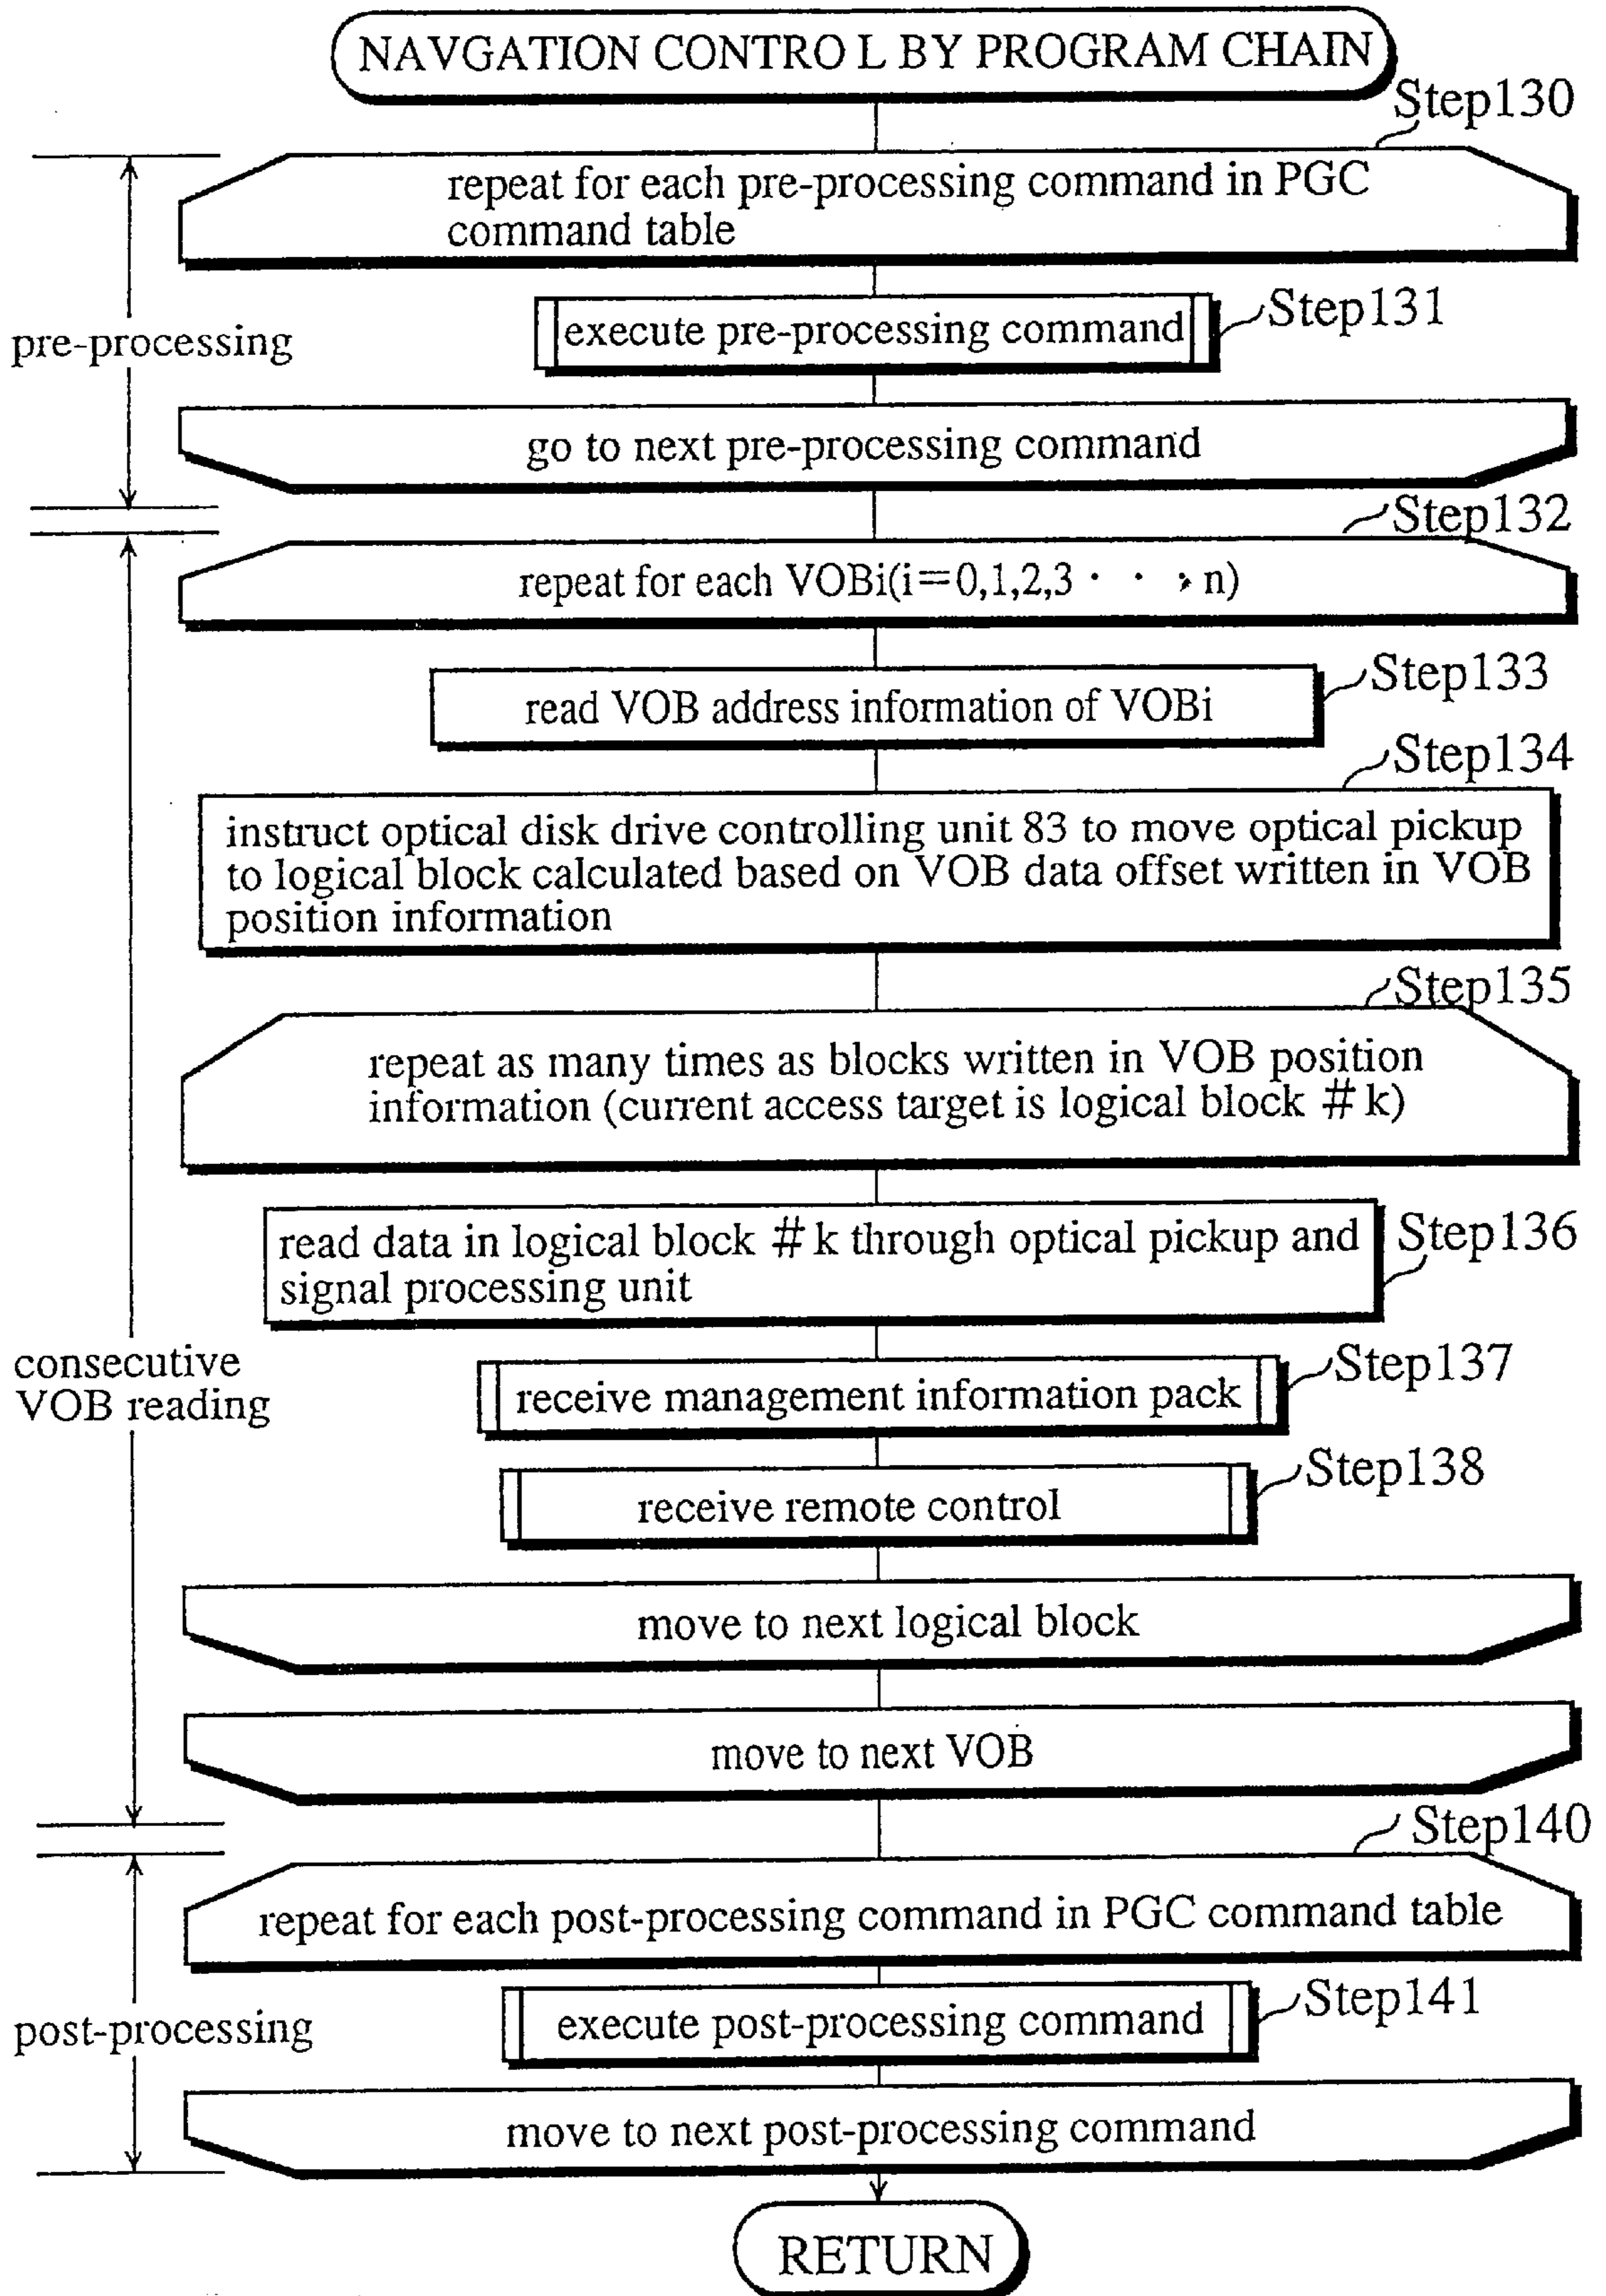 NAVGATION CONTRO L BY PROGRAM CHAIN
Step130
repeat for each pre-processing command in PGC
command table
Step131
execute pre-processing command
pre-processing
go to next pre-processing command
Step132
repeat for each VOBi(i=0,1,2,3 · · , n)
Step133
read VOB address information of VOBi
Step134
instruct optical disk drive controlling unit 83 to move optical pickup
to logical block calculated based on VOB data offset written in VOB
position information
Step135
repeat as many times as blocks written in VOB position
information (current access target is logical block #k)
Step136
read data in logical block #k through optical pickup and
signal processing unit
consecutive
VOB reading
Step137
receive management information pack
Step138
receive remote control
move to next logical block
move to next VOB
Step140
repeat for each post-processing command in PGC command table
Step141
execute post-processing command
post-processing
move to next post-processing command
RETURN